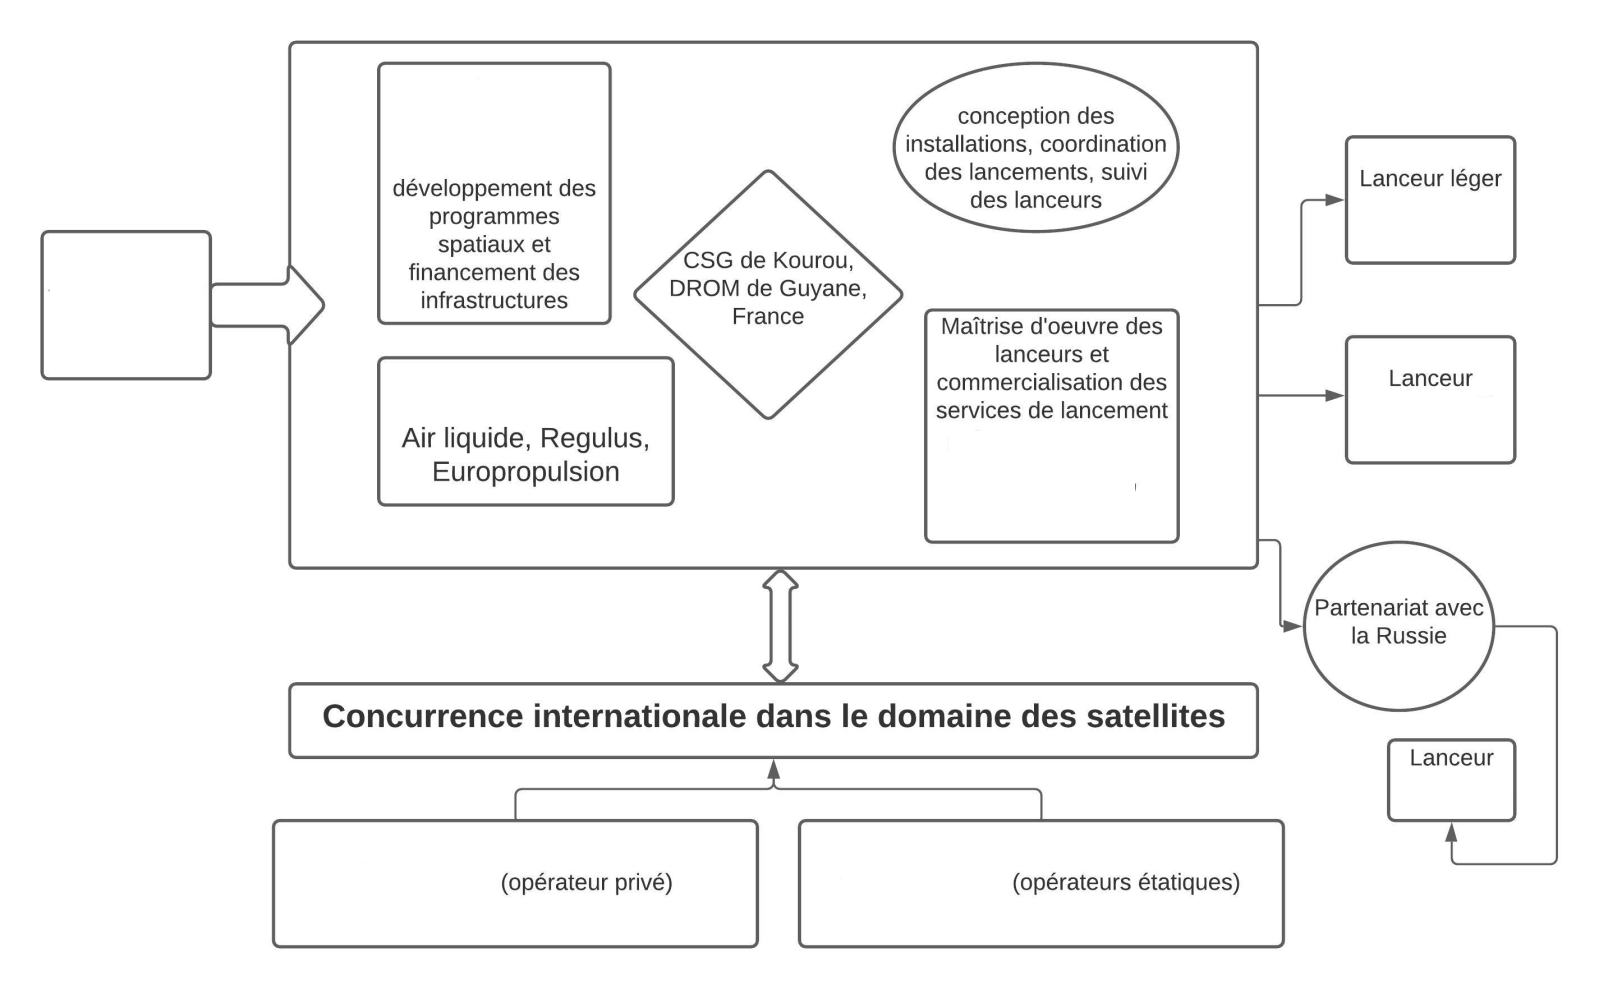 développement des
programmes
spatiaux et
financement des
infrastructures
conception des
installations, coordination
des lancements, suivi
des lanceurs
CSG de Kourou,
DROM de Guyane,
France
Air liquide, Regulus,
Europropulsion
Maîtrise d'oeuvre des
lanceurs et
commercialisation des
services de lancement
Lanceur léger
Lanceur
Partenariat avec
la Russie
Lanceur
Concurrence internationale dans le domaine des satellites
(opérateur privé)
(opérateurs étatiques)